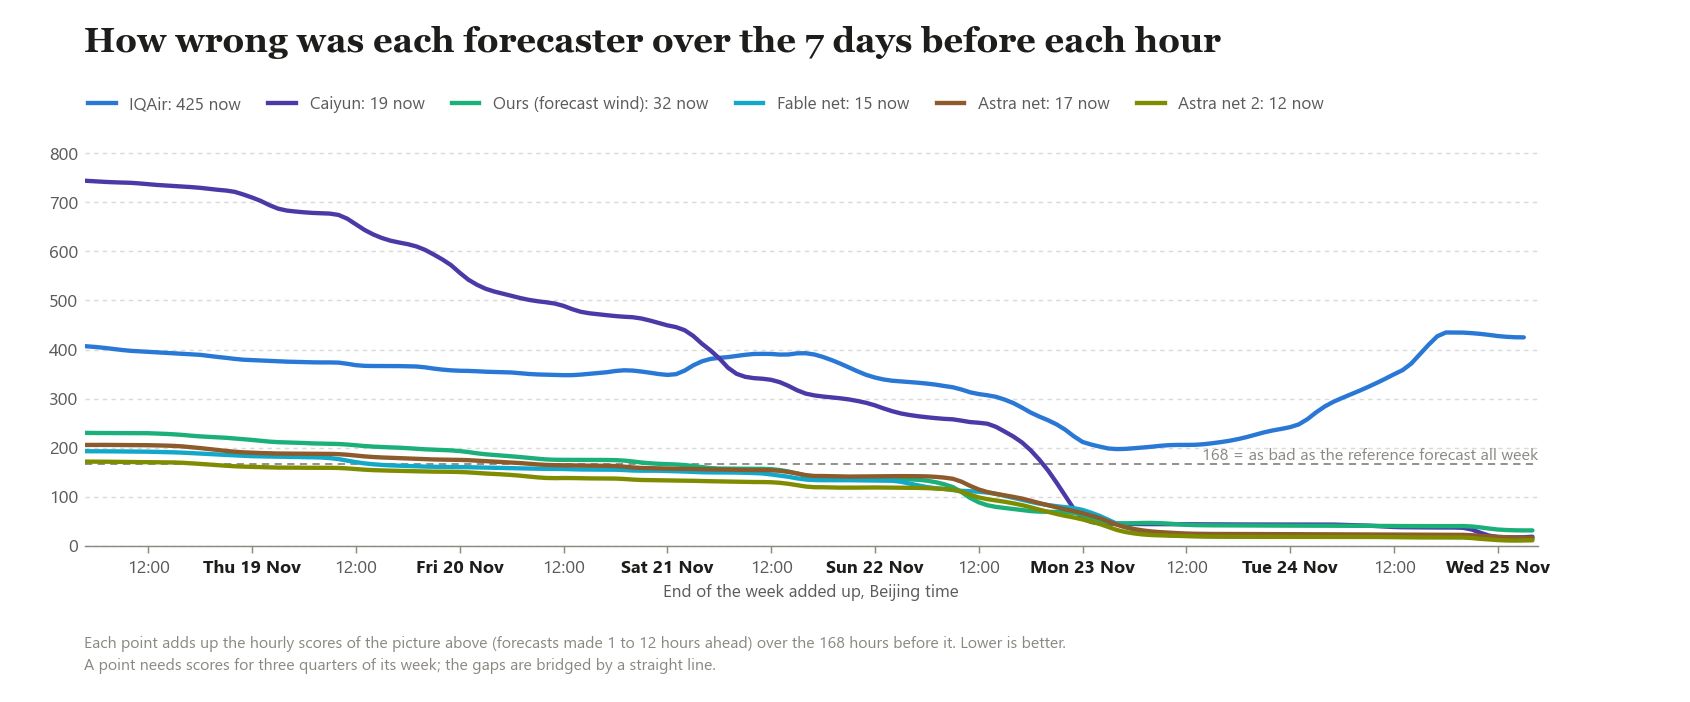 How wrong was each forecaster over the 7 days before each hour
IQAir: 425 now Caiyun: 19 now Ours (forecast wind): 32 now Fable net: 15 now Astra net: 17 now Astra net 2: 12 now
800
700
600
500
400
300
200
168 = as bad as the reference forecast all week
100
0
12:00 Thu 19 Nov 12:00 Fri 20 Nov 12:00 Sat 21 Nov 12:00 Sun 22 Nov 12:00 Mon 23 Nov 12:00 Tue 24 Nov 12:00 Wed 25 Nov
End of the week added up, Beijing time
Each point adds up the hourly scores of the picture above (forecasts made 1 to 12 hours ahead) over the 168 hours before it. Lower is better.
A point needs scores for three quarters of its week; the gaps are bridged by a straight line.